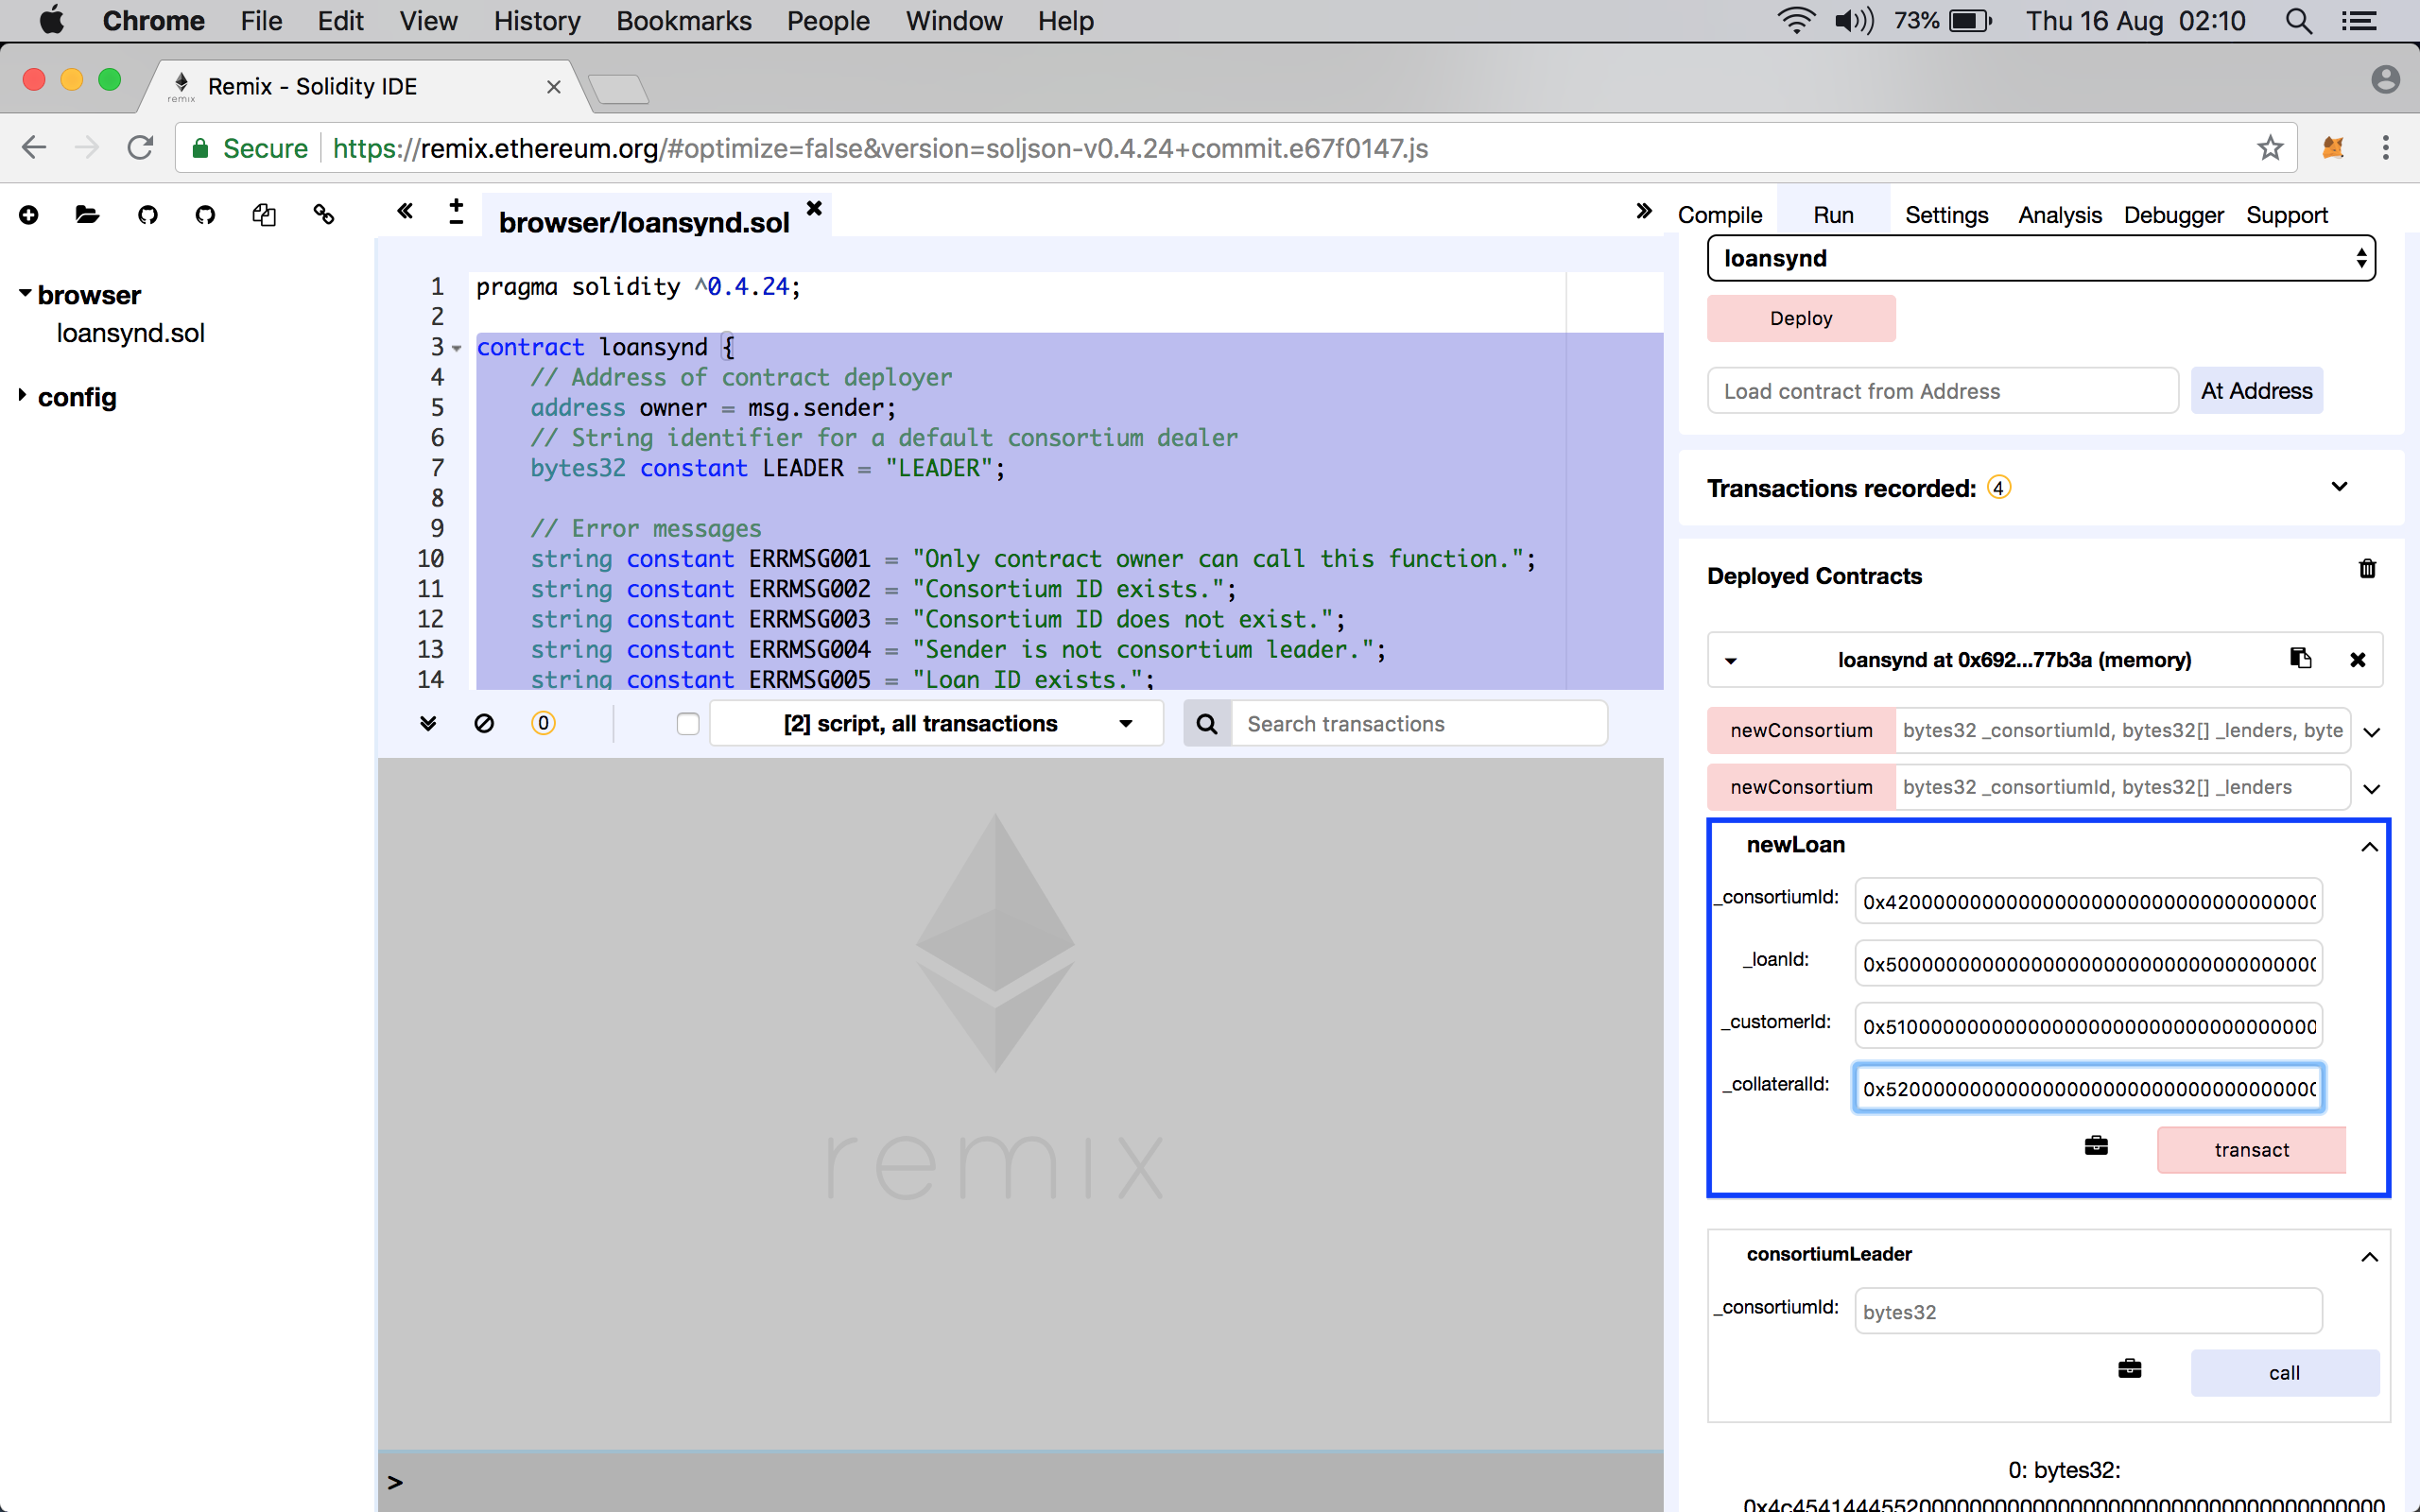 Chrome File Edit View History Bookmarks People Window Help 73% Thu 16 Aug 02:10
remix Remix - Solidity IDE
Secure https://remix.ethereum.org/#optimize=false&version=soljson-v0.4.24+commit.e67f0147.js
browser/loansynd.sol
Compile Run Settings Analysis Debugger Support
browser
loansynd.sol
config
1 pragma solidity ^0.4.24;
2
3 contract loansynd {
4 // Address of contract deployer
5 address owner = msg.sender;
6 // String identifier for a default consortium dealer
7 bytes32 constant LEADER = "LEADER";
8
9 // Error messages
10 string constant ERRMSG001 = "Only contract owner can call this function.";
11 string constant ERRMSG002 = "Consortium ID exists.";
12 string constant ERRMSG003 = "Consortium ID does not exist.";
13 string constant ERRMSG004 = "Sender is not consortium leader.";
14 string constant ERRMSG005 = "Loan ID exists.";
0 [2] script, all transactions Search transactions
remix
>
loansynd
Deploy
Load contract from Address At Address
Transactions recorded: 4
Deployed Contracts
loansynd at 0x692...77b3a (memory)
newConsortium bytes32 _consortiumId, bytes32[] _lenders, byte
newConsortium bytes32 _consortiumId, bytes32[] _lenders
newLoan
_consortiumId:
_loanId:
_customerId:
_collateralId:
transact
consortiumLeader
_consortiumId: bytes32
call
0: bytes32: